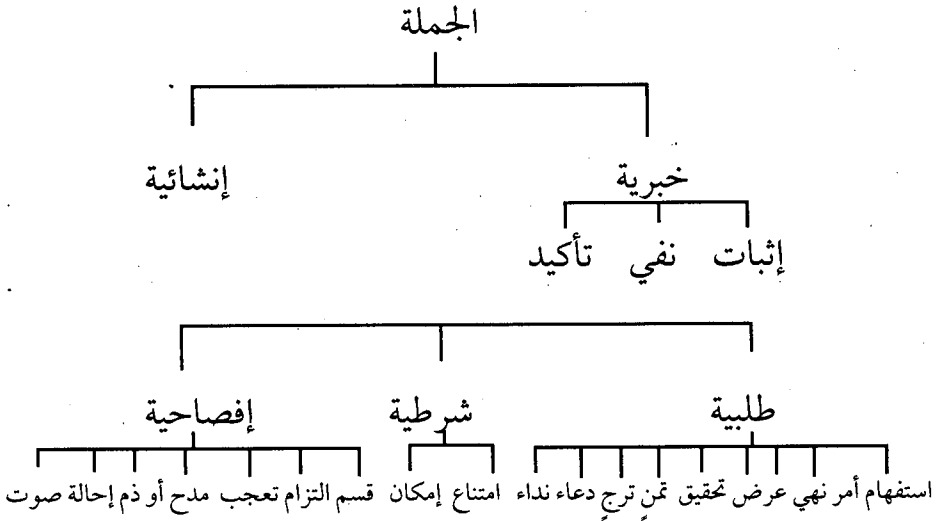 الجملة
خبرية إنشائية
إثبات نفي تأكيد
طلبية شرطية إفصاحية
استفهام أمر نهي عرض تحقيق تمنٍ ترجٍ دعاء نداء امتناع إمكان قسم التزام تعجب مدح أو ذم إحالة صوت